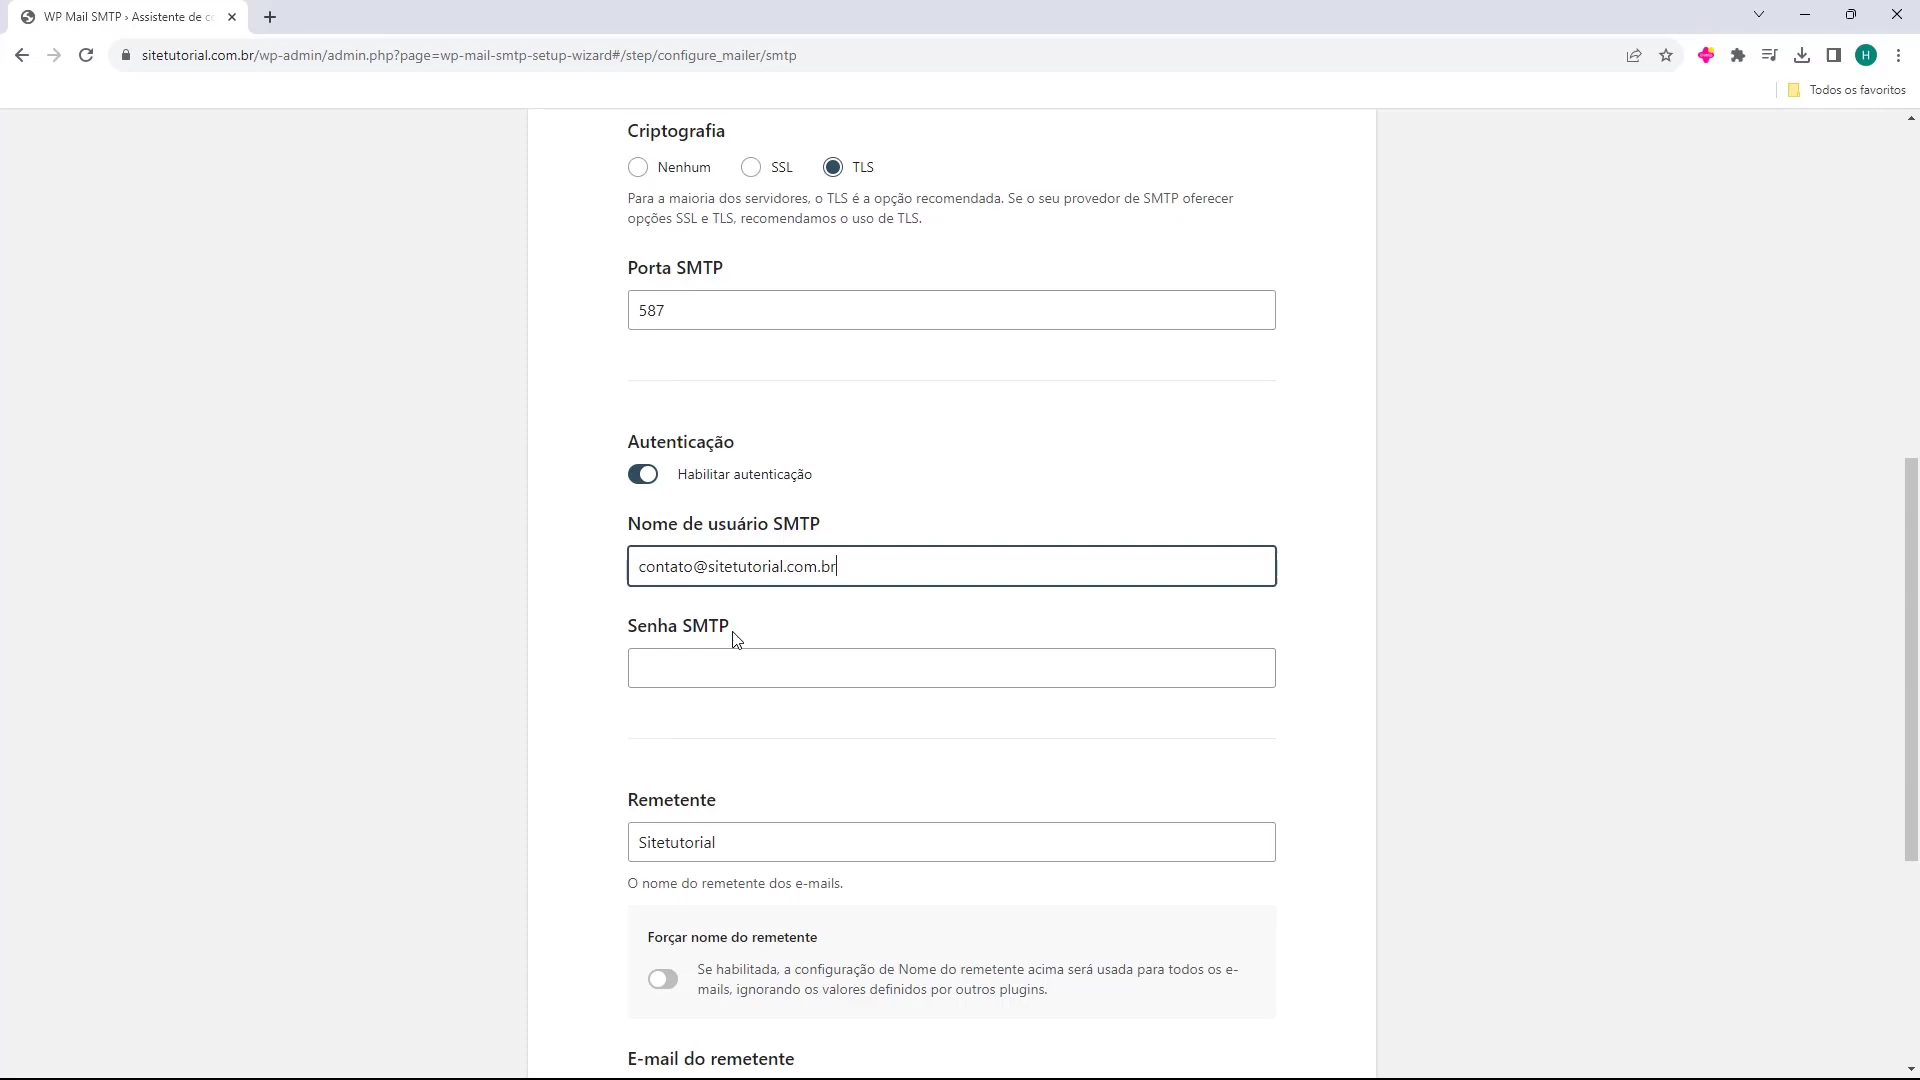 WP Mail SMTP › Assistente de co
sitetutorial.com.br/wp-admin/admin.php?page=wp-mail-smtp-setup-wizard#/step/configure_mailer/smtp
H
Todos os favoritos
Criptografia
Nenhum
SSL
TLS
Para a maioria dos servidores, o TLS é a opção recomendada. Se o seu provedor de SMTP oferecer
opções SSL e TLS, recomendamos o uso de TLS.
Porta SMTP
587
Autenticação
Habilitar autenticação
Nome de usuário SMTP
contato@sitetutorial.com.br
Senha SMTP
Remetente
Sitetutorial
O nome do remetente dos e-mails.
Forçar nome do remetente
Se habilitada, a configuração de Nome do remetente acima será usada para todos os e-
mails, ignorando os valores definidos por outros plugins.
E-mail do remetente